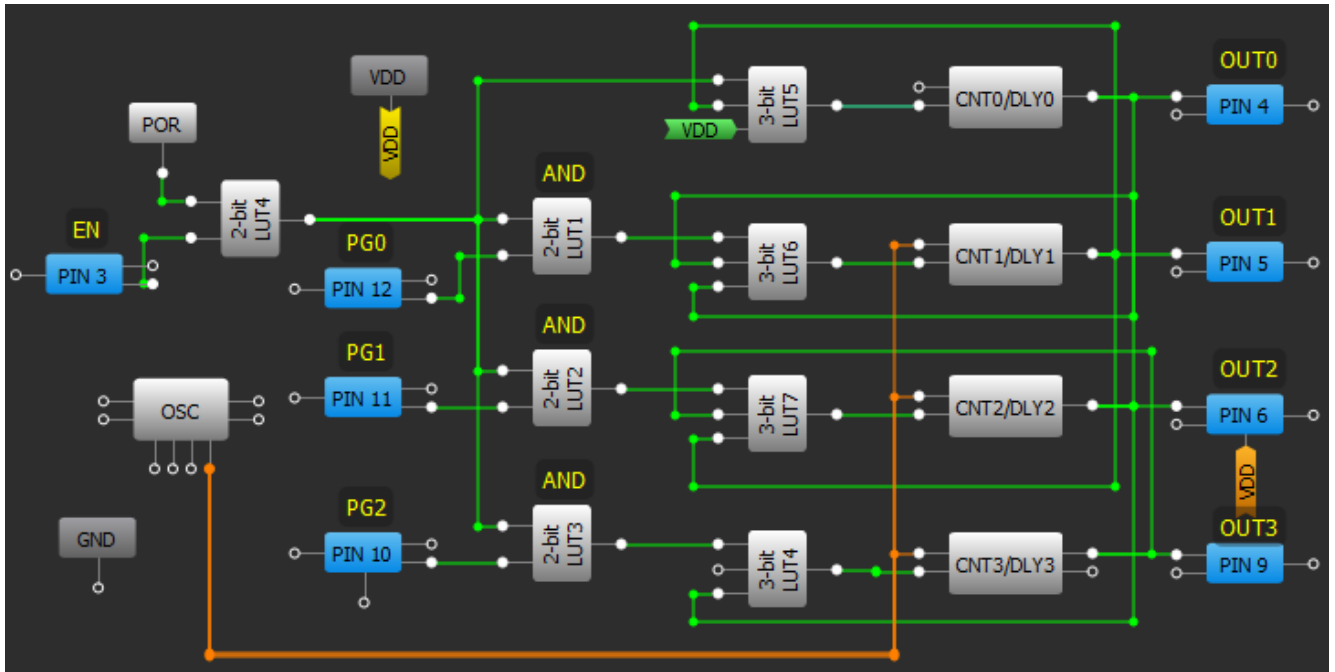 OUT0
VDD
3-bit LUT5
CNT0/DLY0
PIN 4
POR
VDD
VDD
AND
2-bit LUT4
2-bit LUT1
OUT1
EN
PG0
3-bit LUT6
CNT1/DLY1
PIN 5
PIN 3
PIN 12
AND
PG1
OUT2
OSC
PIN 11
2-bit LUT2
3-bit LUT7
CNT2/DLY2
PIN 6
VDD
AND
PG2
OUT3
GND
PIN 10
2-bit LUT3
3-bit LUT4
CNT3/DLY3
PIN 9